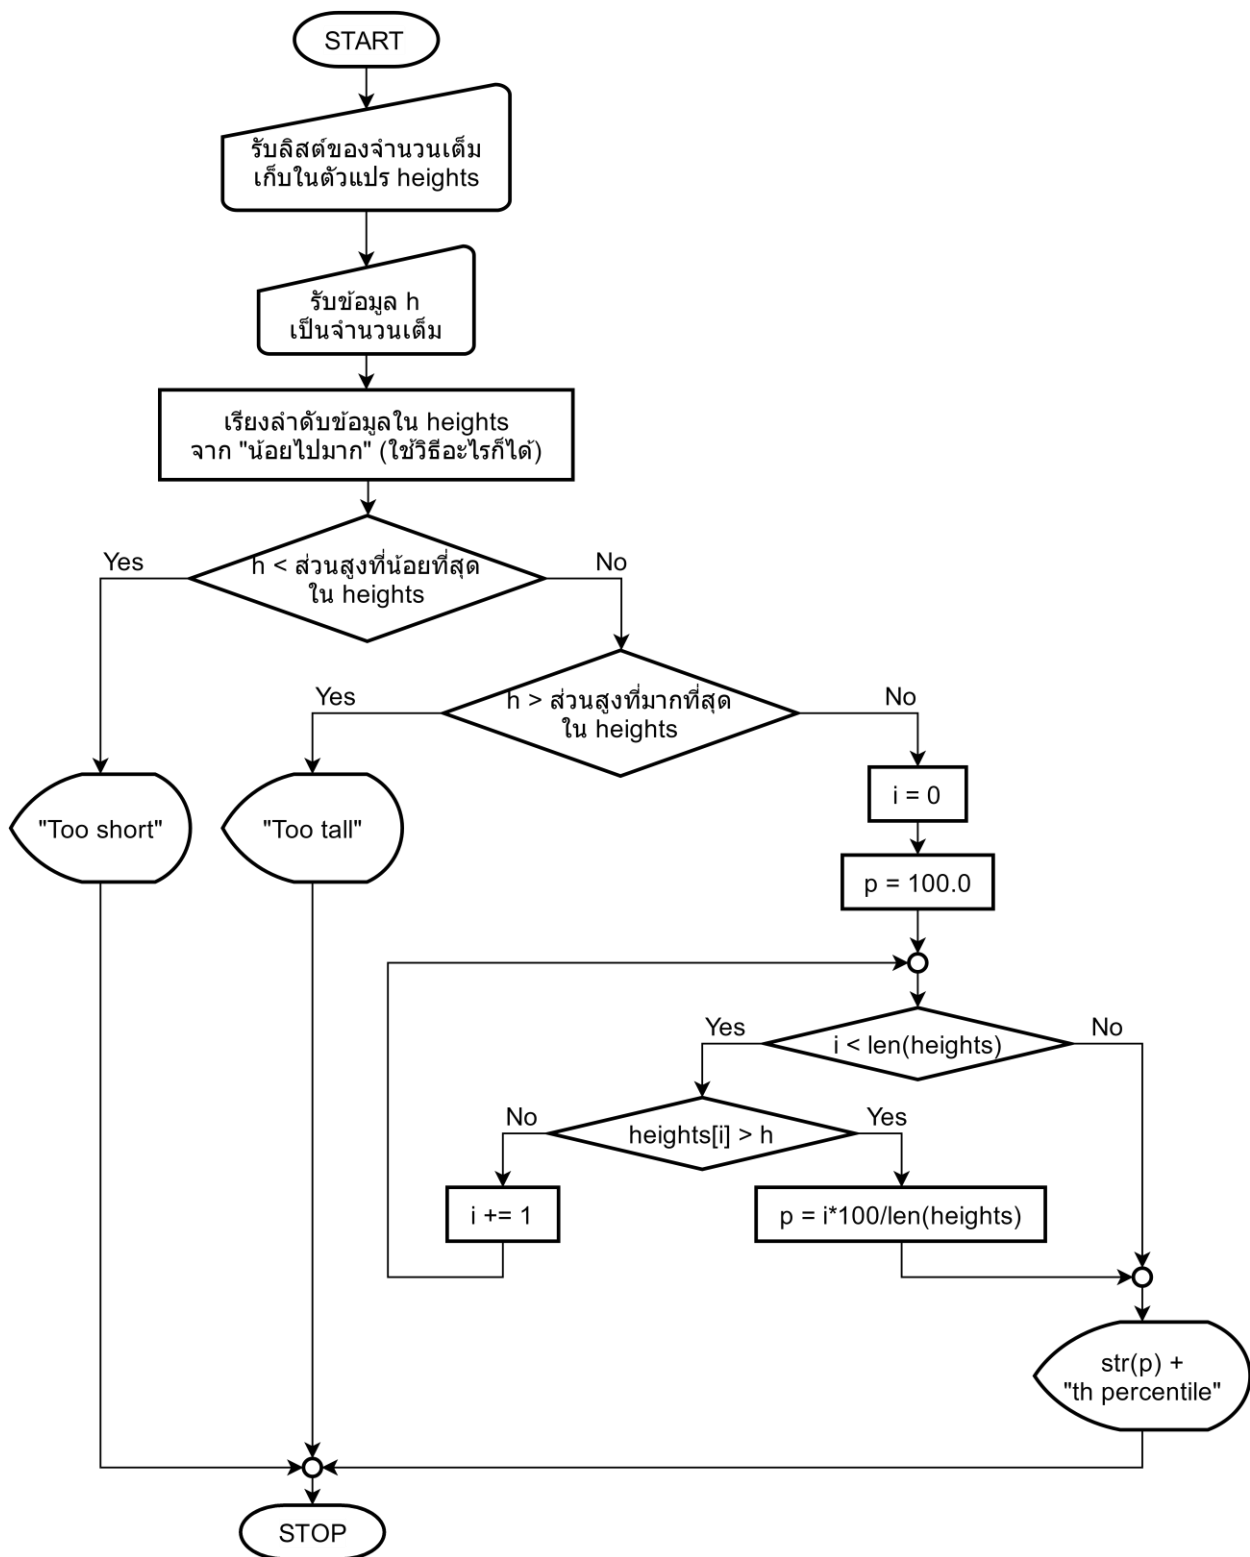 START
รับลิสต์ของจำนวนเต็ม
เก็บในตัวแปร heights
รับข้อมูล h
เป็นจำนวนเต็ม
เรียงลำดับข้อมูลใน heights
จาก "น้อยไปมาก" (ใช้วิธีอะไรก็ได้)
Yes
h < ส่วนสูงที่น้อยที่สุด
ใน heights
No
Yes
h > ส่วนสูงที่มากที่สุด
ใน heights
No
"Too short"
"Too tall"
i = 0
p = 100.0
Yes
i < len(heights)
No
No
heights[i] > h
Yes
i += 1
p = i*100/len(heights)
str(p) +
"th percentile"
STOP